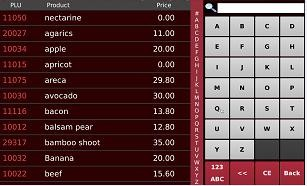 PLU Product Price
11050 nectarine 0.00
20027 agarics 11.00
10034 apple 20.00
11015 apricot 0.00
11075 areca 29.80
10030 avocado 30.00
11116 bacon 13.80
10012 balsam pear 12.80
29317 bamboo shoot 35.00
10032 Banana 20.00
10022 beef 15.60
#
A
B
C
D
E
F
G
H
I
J
K
L
M
N
O
P
Q
R
S
T
U
V
W
X
Y
Z
A B C D
E F G H
I J K L
M N O P
Q R S T
U V W X
Y Z
123
ABC << CE Back